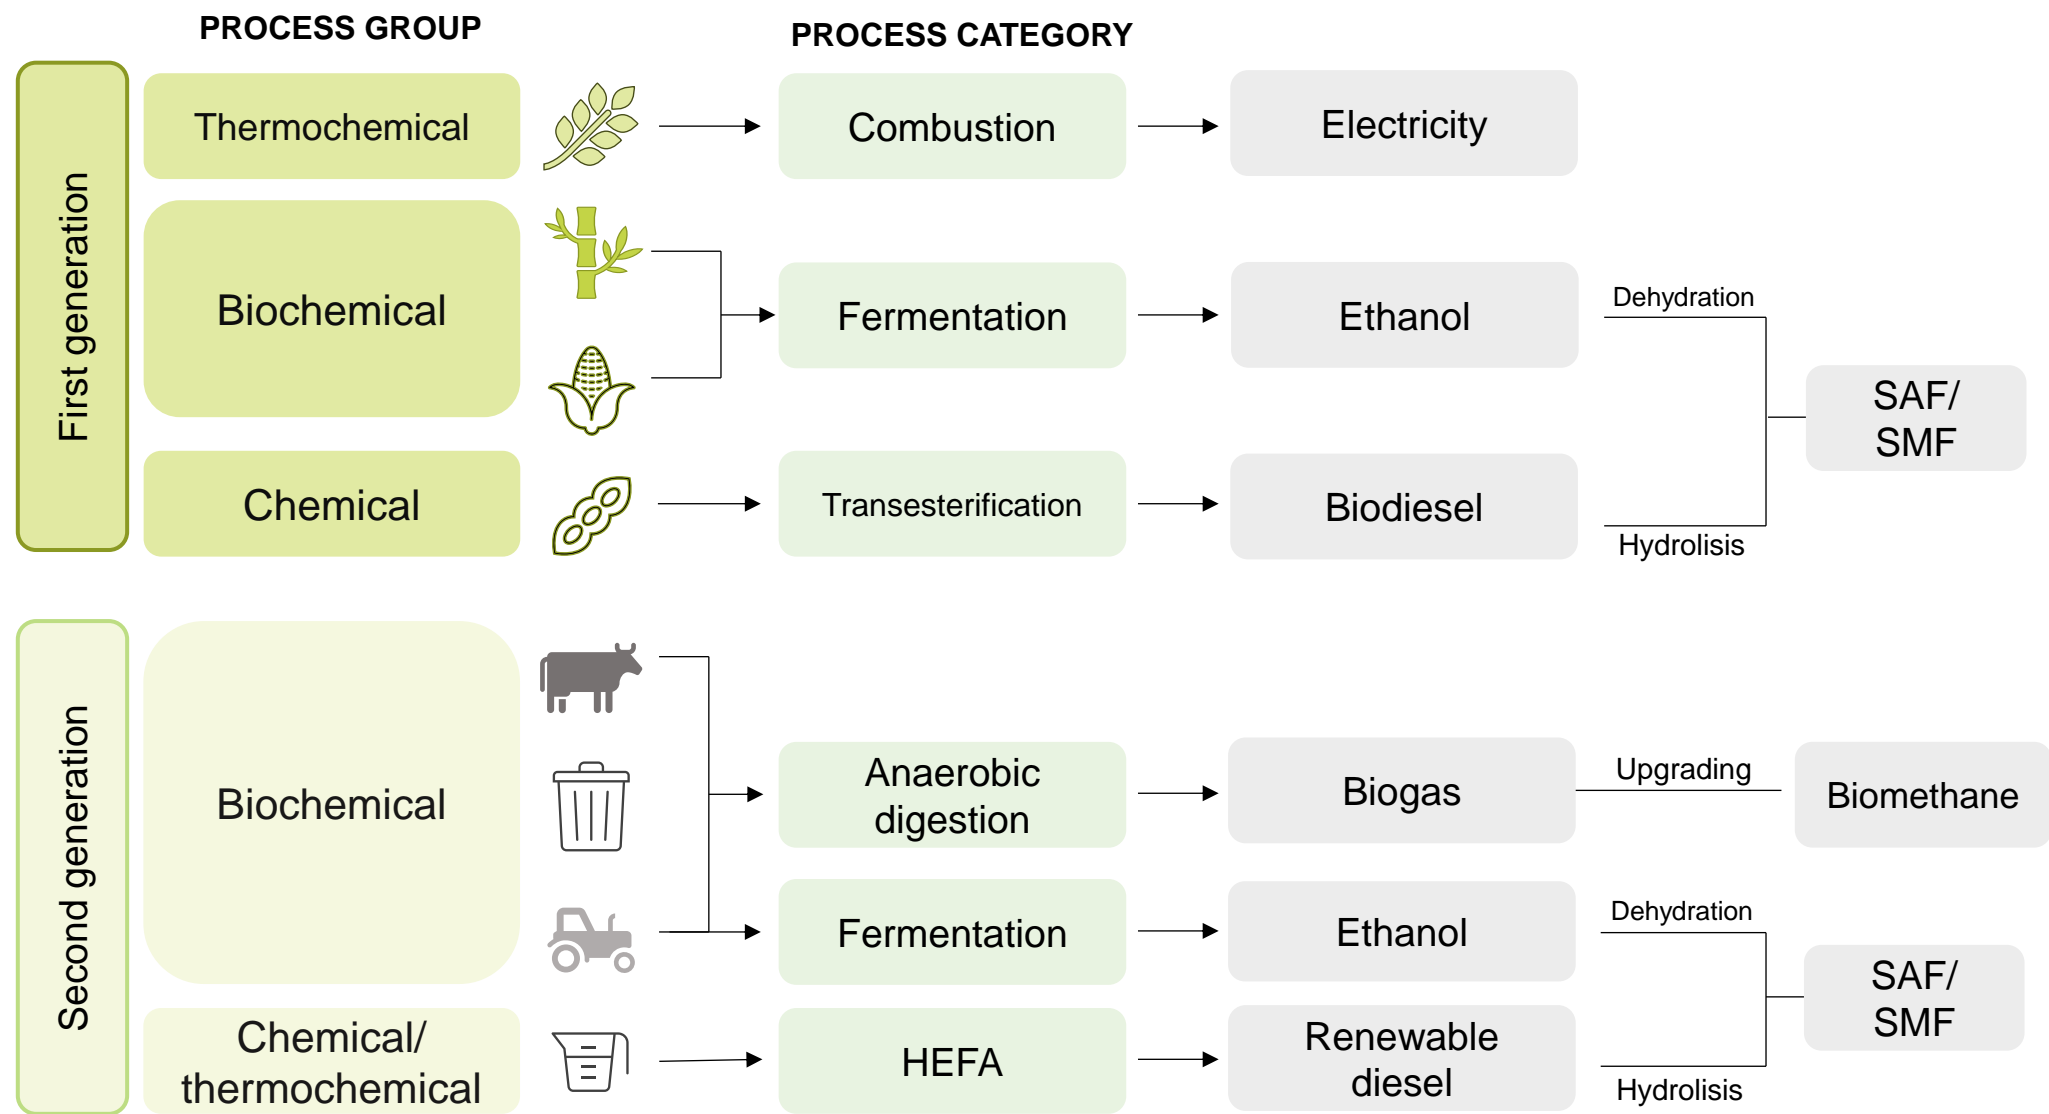 PROCESS GROUP
PROCESS CATEGORY
First generation
Thermochemical
Combustion
Electricity
Biochemical
Fermentation
Ethanol
Dehydration
SAF/
SMF
Chemical
Transesterification
Biodiesel
Hydrolisis
Second generation
Biochemical
Anaerobic
digestion
Biogas
Upgrading
Biomethane
Fermentation
Ethanol
Dehydration
SAF/
SMF
Chemical/
thermochemical
HEFA
Renewable
diesel
Hydrolisis